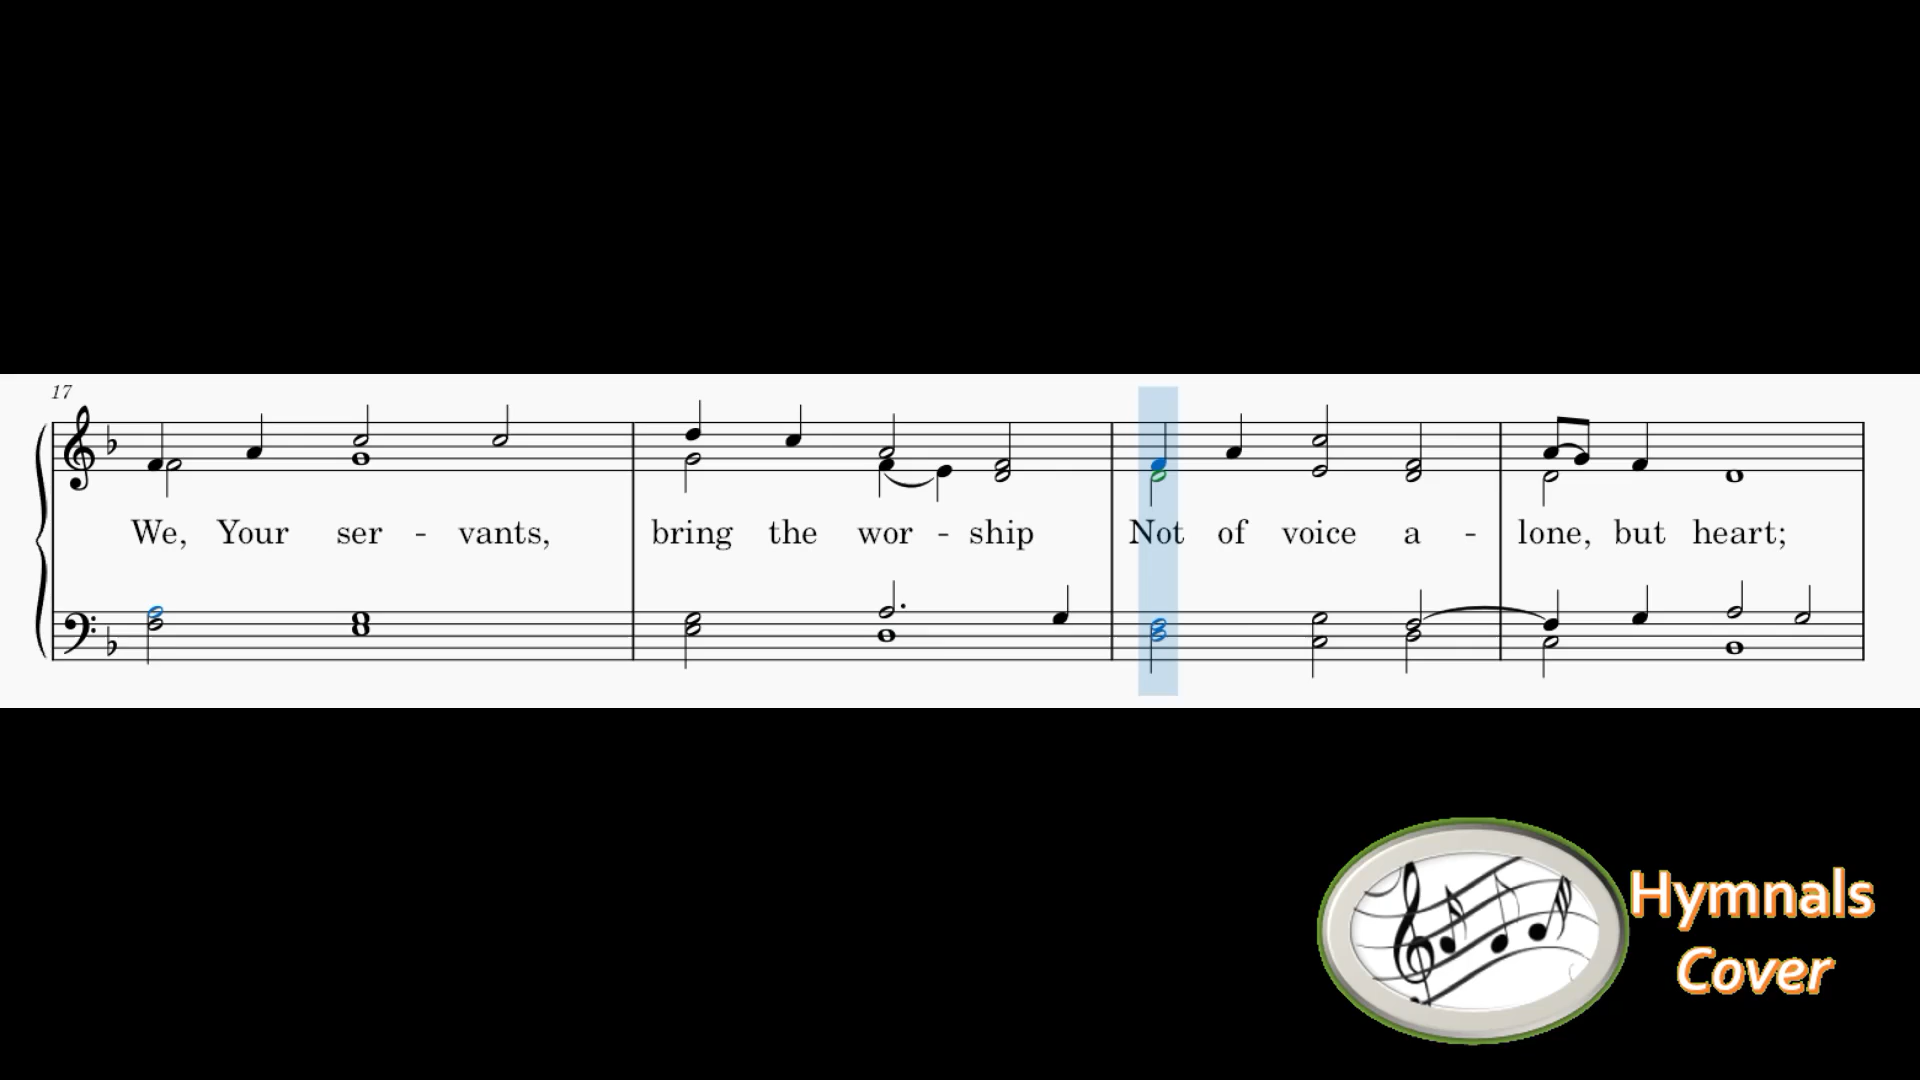 17
We, Your ser - vants, bring the wor - ship Not of voice a - lone, but heart;
Hymnals
Cover